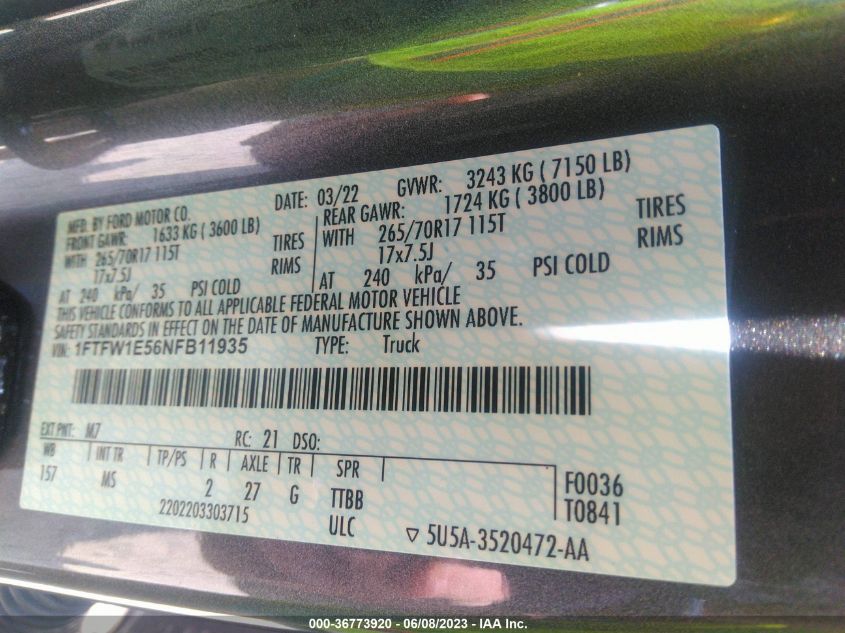 MFD. BY FORD MOTOR CO.
DATE: 03/22 GVWR: 3243 KG ( 7150 LB)
FRONT GAWR: 1633 KG ( 3600 LB)
WITH 265/70R17 115T TIRES
17x7.5J RIMS
AT 240 kPa/ 35 PSI COLD
REAR GAWR: 1724 KG ( 3800 LB)
WITH 265/70R17 115T TIRES
17x7.5J RIMS
AT 240 kPa/ 35 PSI COLD
THIS VEHICLE CONFORMS TO ALL APPLICABLE FEDERAL MOTOR VEHICLE
SAFETY STANDARDS IN EFFECT ON THE DATE OF MANUFACTURE SHOWN ABOVE.
VIN: 1FTFW1E56NFB11935 TYPE: Truck
EXT PNT: M7 RC: 21 DSO:
WB INT TR TP/PS R AXLE TR SPR
157 MS 2 27 G TTBB
F0036
T0841
2202203303715 ULC ▽ 5U5A-3520472-AA
000-36773920 - 06/08/2023 - IAA Inc.